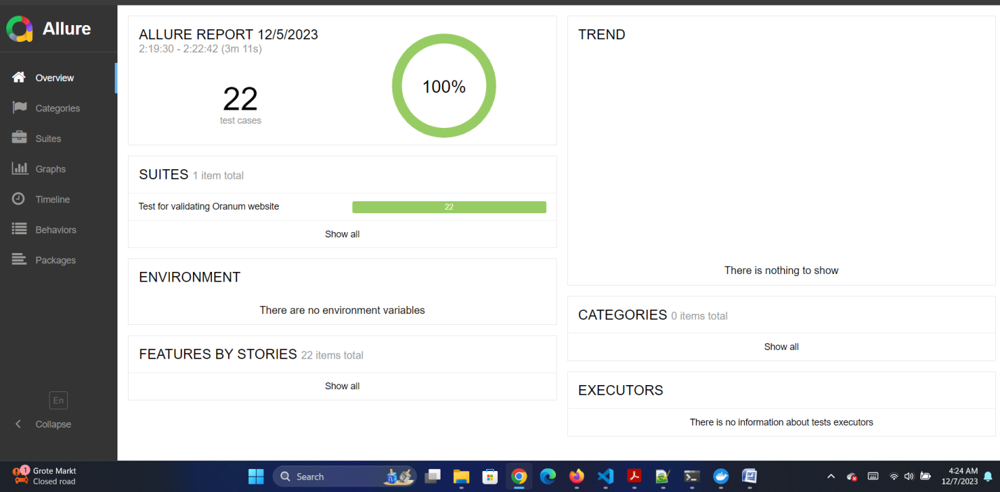 Allure
Overview
Categories
Suites
Graphs
Timeline
Behaviors
Packages
En
Collapse
ALLURE REPORT 12/5/2023
2:19:30 - 2:22:42 (3m 11s)
22
test cases
100%
SUITES 1 item total
Test for validating Oranum website 22
Show all
ENVIRONMENT
There are no environment variables
FEATURES BY STORIES 22 items total
Show all
TREND
There is nothing to show
CATEGORIES 0 items total
Show all
EXECUTORS
There is no information about tests executors
1
Grote Markt
Closed road
Search
4:24 AM
12/7/2023